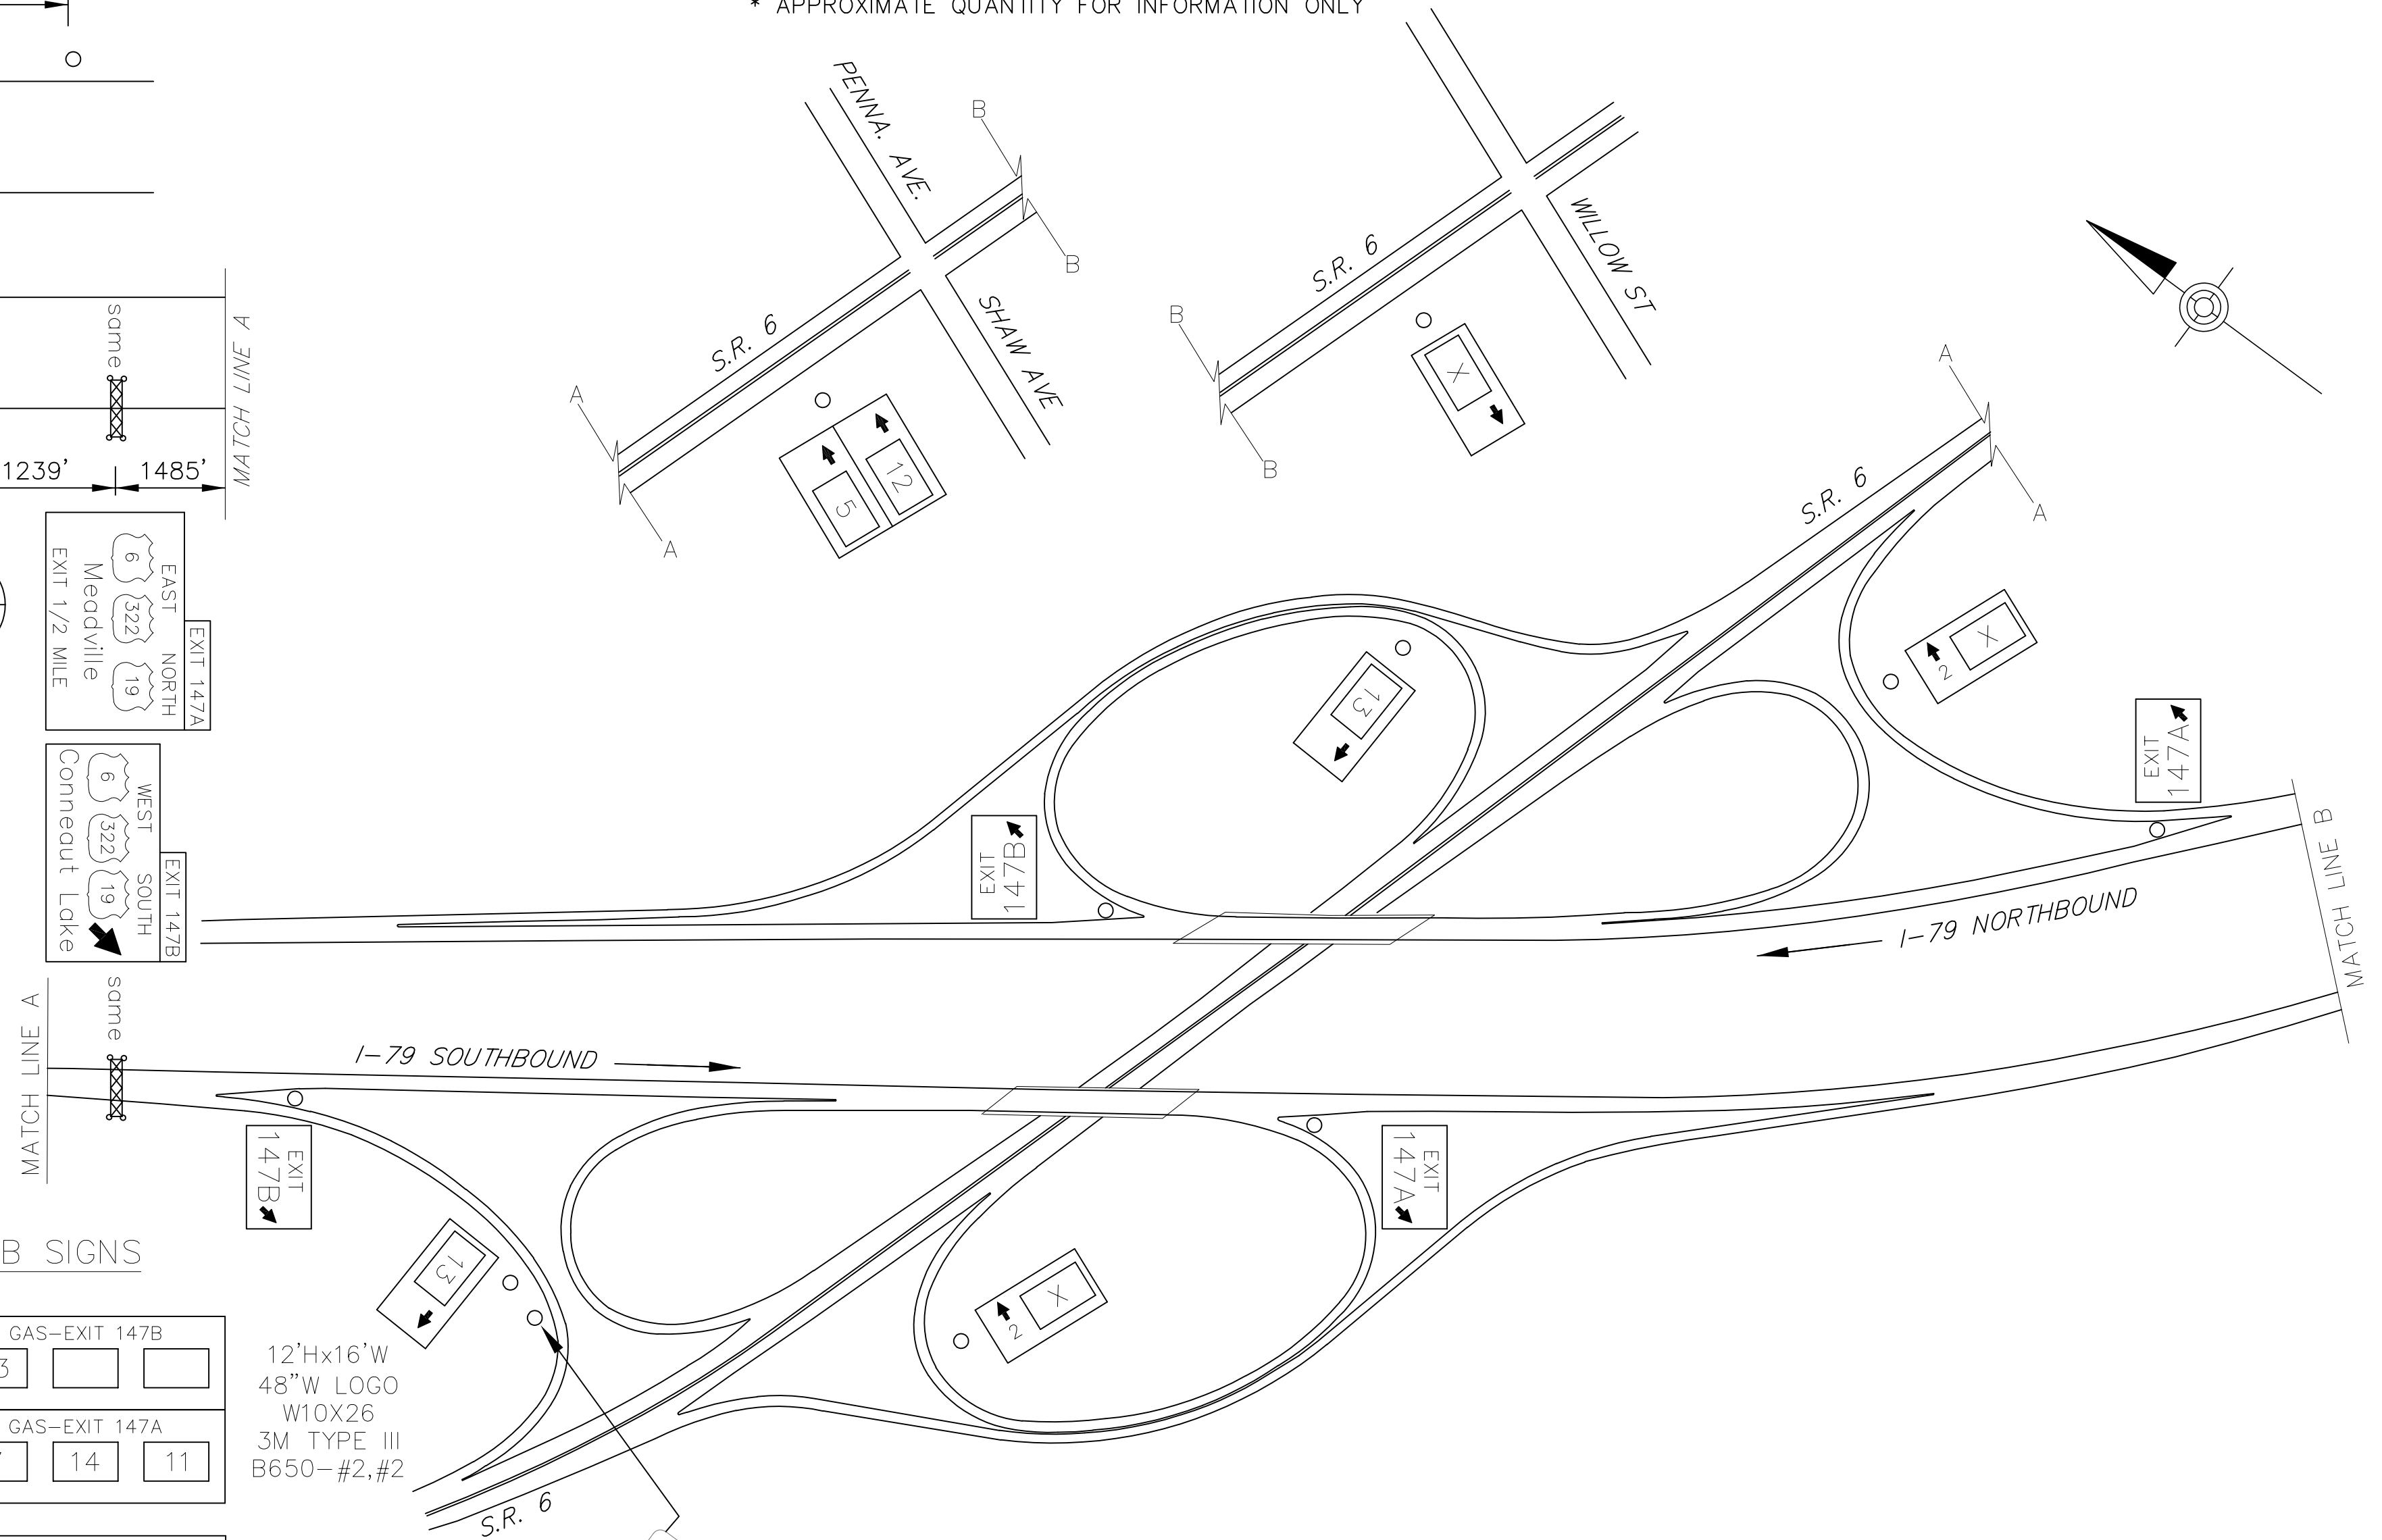 * APPROXIMATE QUANTITY FOR INFORMATION ONLY
PENNA. AVE.
B
S.R. 6
SHAW AVE
B
A
A
12
5
S.R. 6
WILLOW ST
B
B
X
same
MATCH LINE A
1239'
1485'
EXIT 147A
EAST NORTH
6 322 19
Meadville
EXIT 1/2 MILE
EXIT 147B
WEST SOUTH
6 322 19
Conneaut Lake
same
MATCH LINE A
A
S.R. 6
A
X
2
13
EXIT
147A
EXIT
147B
MATCH LINE B
I-79 NORTHBOUND
I-79 SOUTHBOUND
EXIT
147B
EXIT
147A
13
X
2
B SIGNS
GAS-EXIT 147B
3
GAS-EXIT 147A
14
11
12'Hx16'W
48"W LOGO
W10X26
3M TYPE III
B650-#2,#2
S.R. 6